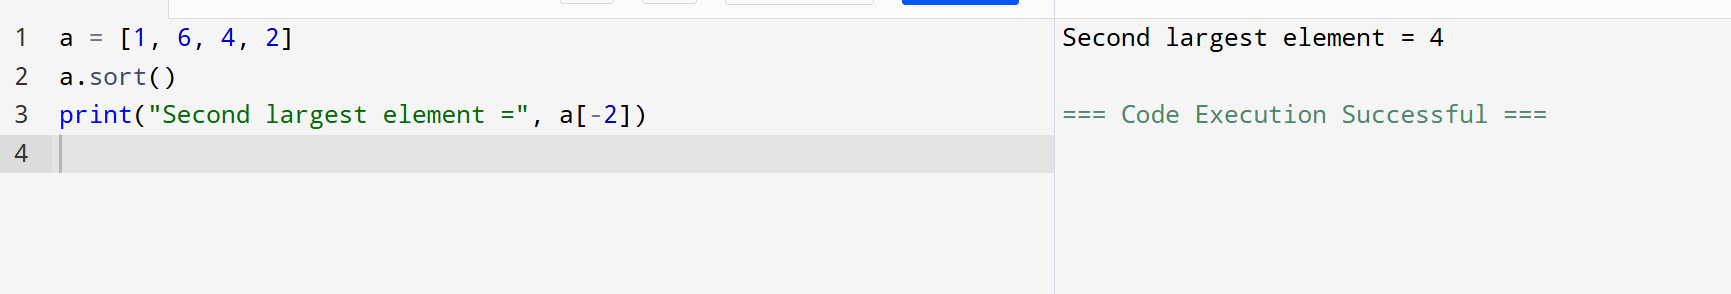 1 a = [1, 6, 4, 2]
2 a.sort()
3 print("Second largest element =", a[-2])
4
Second largest element = 4
=== Code Execution Successful ===